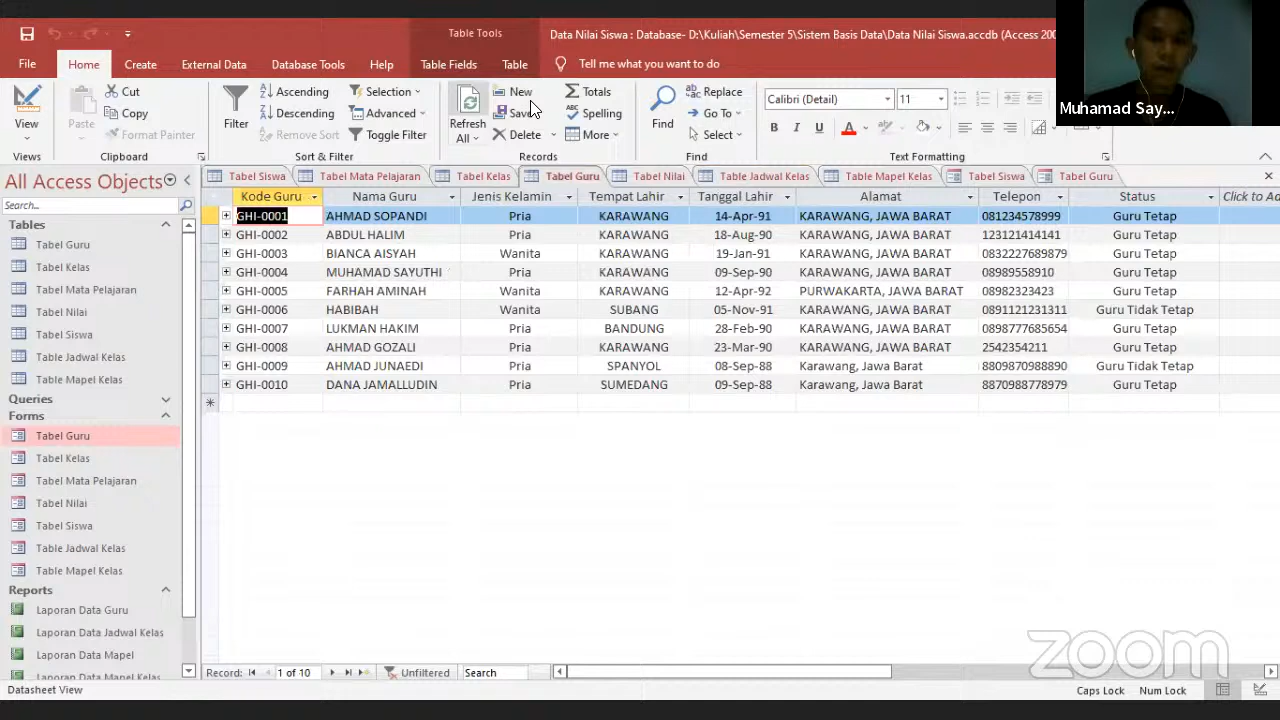 Table Tools
Data Nilai Siswa : Database- D:\Kuliah\Semester 5\Sistem Basis Data\Data Nilai Siswa.accdb (Access 200
File Home Create External Data Database Tools Help Table Fields Table Tell me what you want to do
Muhamad Say...
View
Views
Paste
Cut
Copy
Format Painter
Clipboard
Filter
Ascending
Descending
Remove Sort
Selection
Advanced
Toggle Filter
Sort & Filter
Refresh All
New
Save
Delete
Totals
Spelling
More
Records
Find
Replace
Go To
Select
Find
Calibri (Detail) 11
B I U A
Text Formatting
All Access Objects
Search...
Tables
Tabel Guru
Tabel Kelas
Tabel Mata Pelajaran
Tabel Nilai
Tabel Siswa
Table Jadwal Kelas
Table Mapel Kelas
Queries
Forms
Tabel Guru
Tabel Kelas
Tabel Mata Pelajaran
Tabel Nilai
Tabel Siswa
Table Jadwal Kelas
Table Mapel Kelas
Reports
Laporan Data Guru
Laporan Data Jadwal Kelas
Laporan Data Mapel
Laporan Data Mapel Kelas
Tabel Siswa Tabel Mata Pelajaran Tabel Kelas Tabel Guru Tabel Nilai Table Jadwal Kelas Table Mapel Kelas Tabel Siswa Tabel Guru
Kode Guru Nama Guru Jenis Kelamin Tempat Lahir Tanggal Lahir Alamat Telepon Status Click to Ad
GHI-0001 AHMAD SOPANDI Pria KARAWANG 14-Apr-91 KARAWANG, JAWA BARAT 081234578999 Guru Tetap
GHI-0002 ABDUL HALIM Pria KARAWANG 18-Aug-90 KARAWANG, JAWA BARAT 123121414141 Guru Tetap
GHI-0003 BIANCA AISYAH Wanita KARAWANG 19-Jan-91 KARAWANG, JAWA BARAT 0832227689879 Guru Tetap
GHI-0004 MUHAMAD SAYUTHI Pria KARAWANG 09-Sep-90 KARAWANG, JAWA BARAT 08989558910 Guru Tetap
GHI-0005 FARHAH AMINAH Wanita KARAWANG 12-Apr-92 PURWAKARTA, JAWA BARAT 08982323423 Guru Tetap
GHI-0006 HABIBAH Wanita SUBANG 05-Nov-91 KARAWANG, JAWA BARAT 0891121231311 Guru Tidak Tetap
GHI-0007 LUKMAN HAKIM Pria BANDUNG 28-Feb-90 KARAWANG, JAWA BARAT 0898777685654 Guru Tetap
GHI-0008 AHMAD GOZALI Pria KARAWANG 23-Mar-90 KARAWANG, JAWA BARAT 2542354211 Guru Tetap
GHI-0009 AHMAD JUNAEDI Pria SPANYOL 08-Sep-88 Karawang, Jawa Barat 8809870988890 Guru Tidak Tetap
GHI-0010 DANA JAMALLUDIN Pria SUMEDANG 09-Sep-88 Karawang, Jawa Barat 8870988778979 Guru Tetap
zoom
Record: 1 of 10 Unfiltered Search
Datasheet View Caps Lock Num Lock